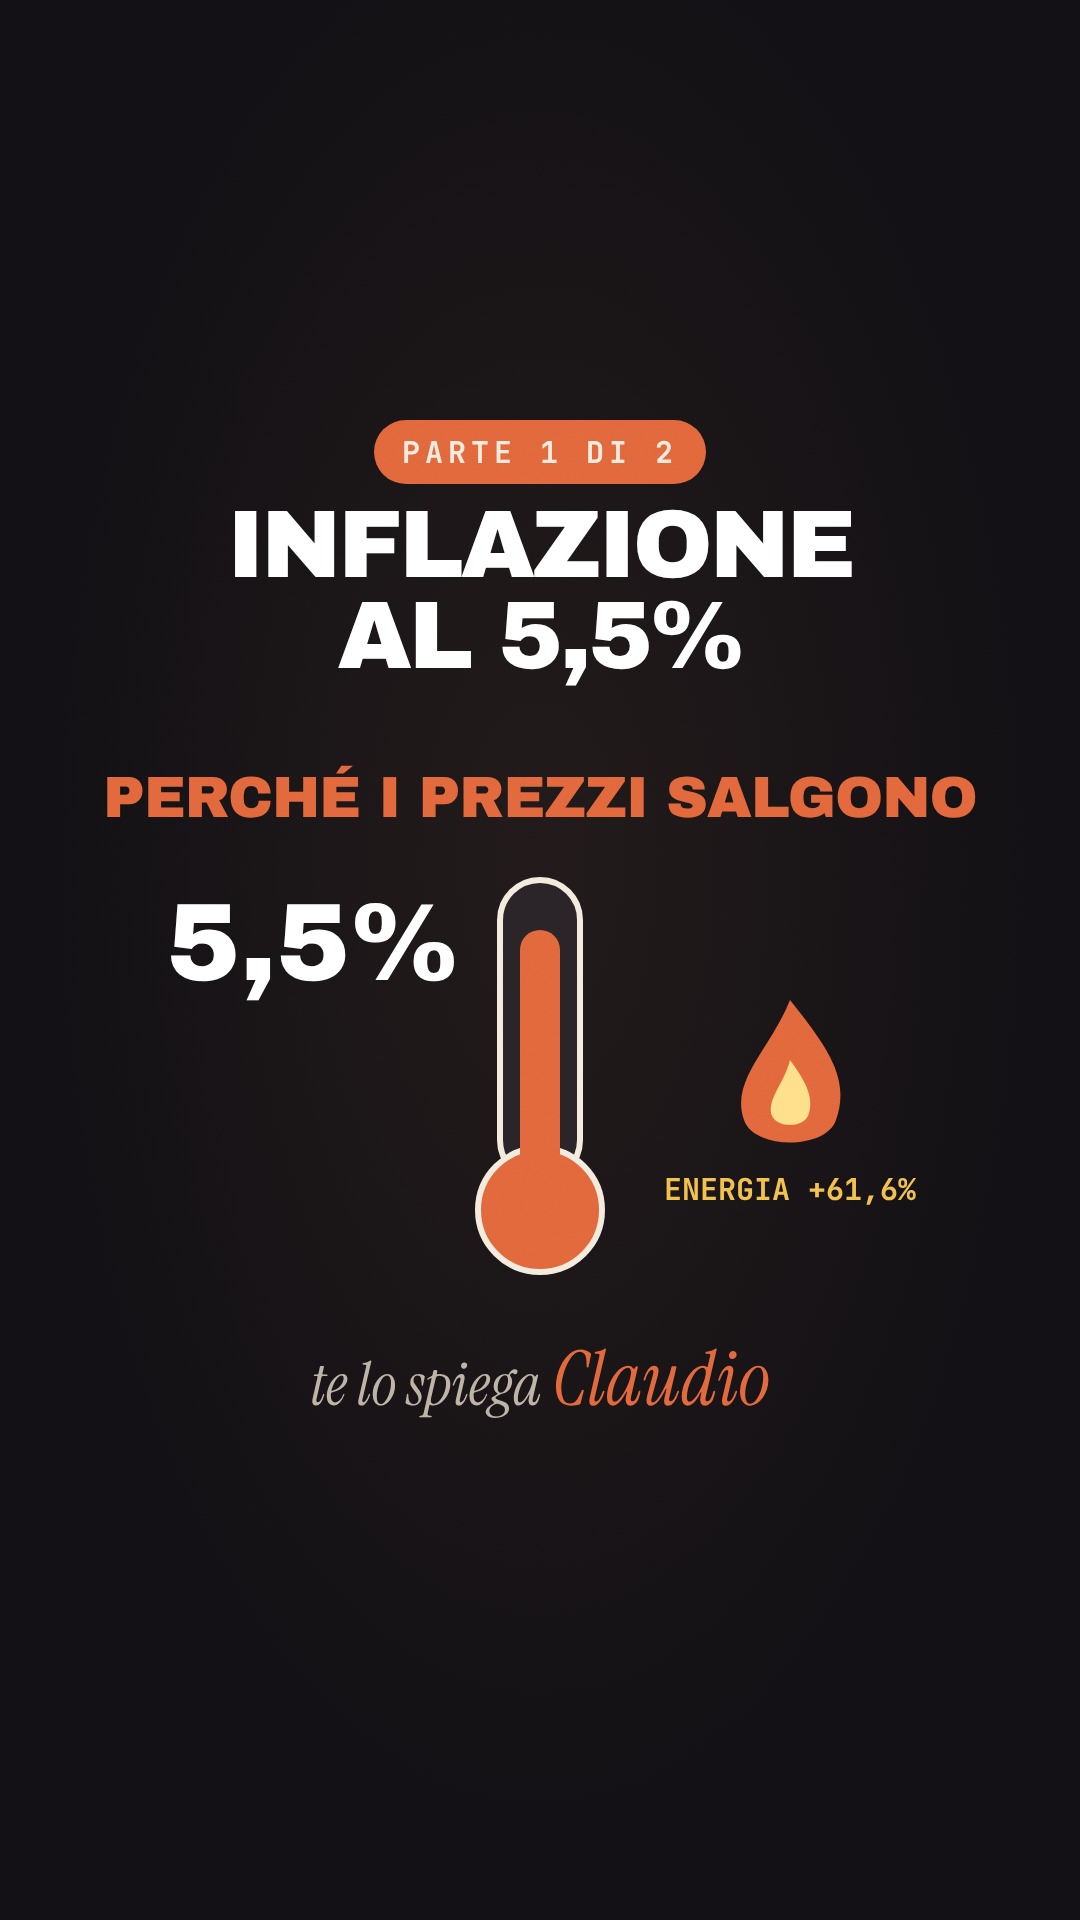 PARTE 1 DI 2
INFLAZIONE
AL 5,5%
PERCHÉ I PREZZI SALGONO
5,5%
ENERGIA +61,6%
te lo spiega Claudio